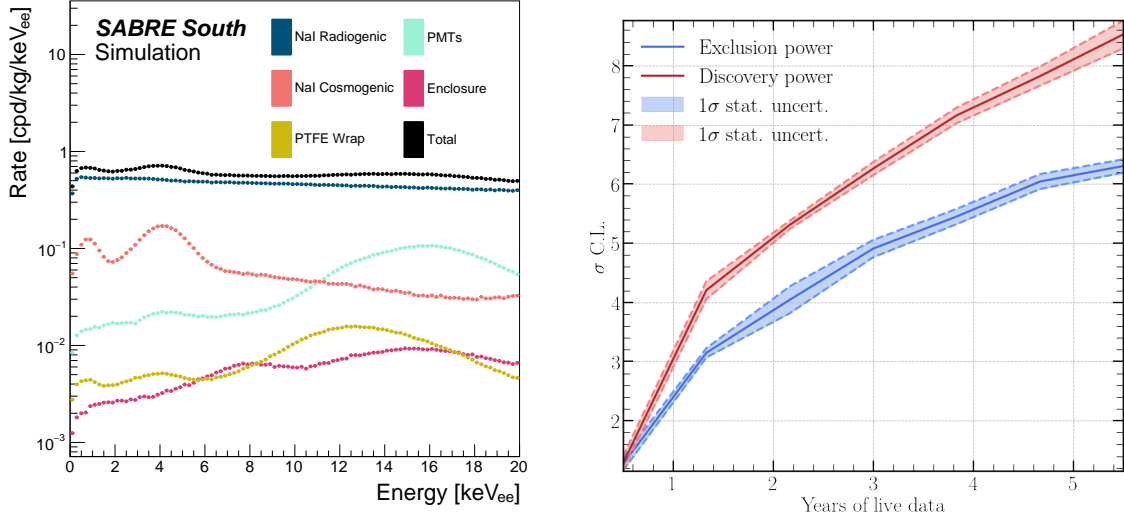 SABRE South
Simulation
NaI Radiogenic
PMTs
NaI Cosmogenic
Enclosure
PTFE Wrap
Total
Rate [cpd/kg/keVee]
10
1
10⁻¹
10⁻²
10⁻³
0 2 4 6 8 10 12 14 16 18 20
Energy [keVee]
Exclusion power
Discovery power
1σ stat. uncert.
1σ stat. uncert.
σ C.L.
8
7
6
5
4
3
2
1 2 3 4 5
Years of live data